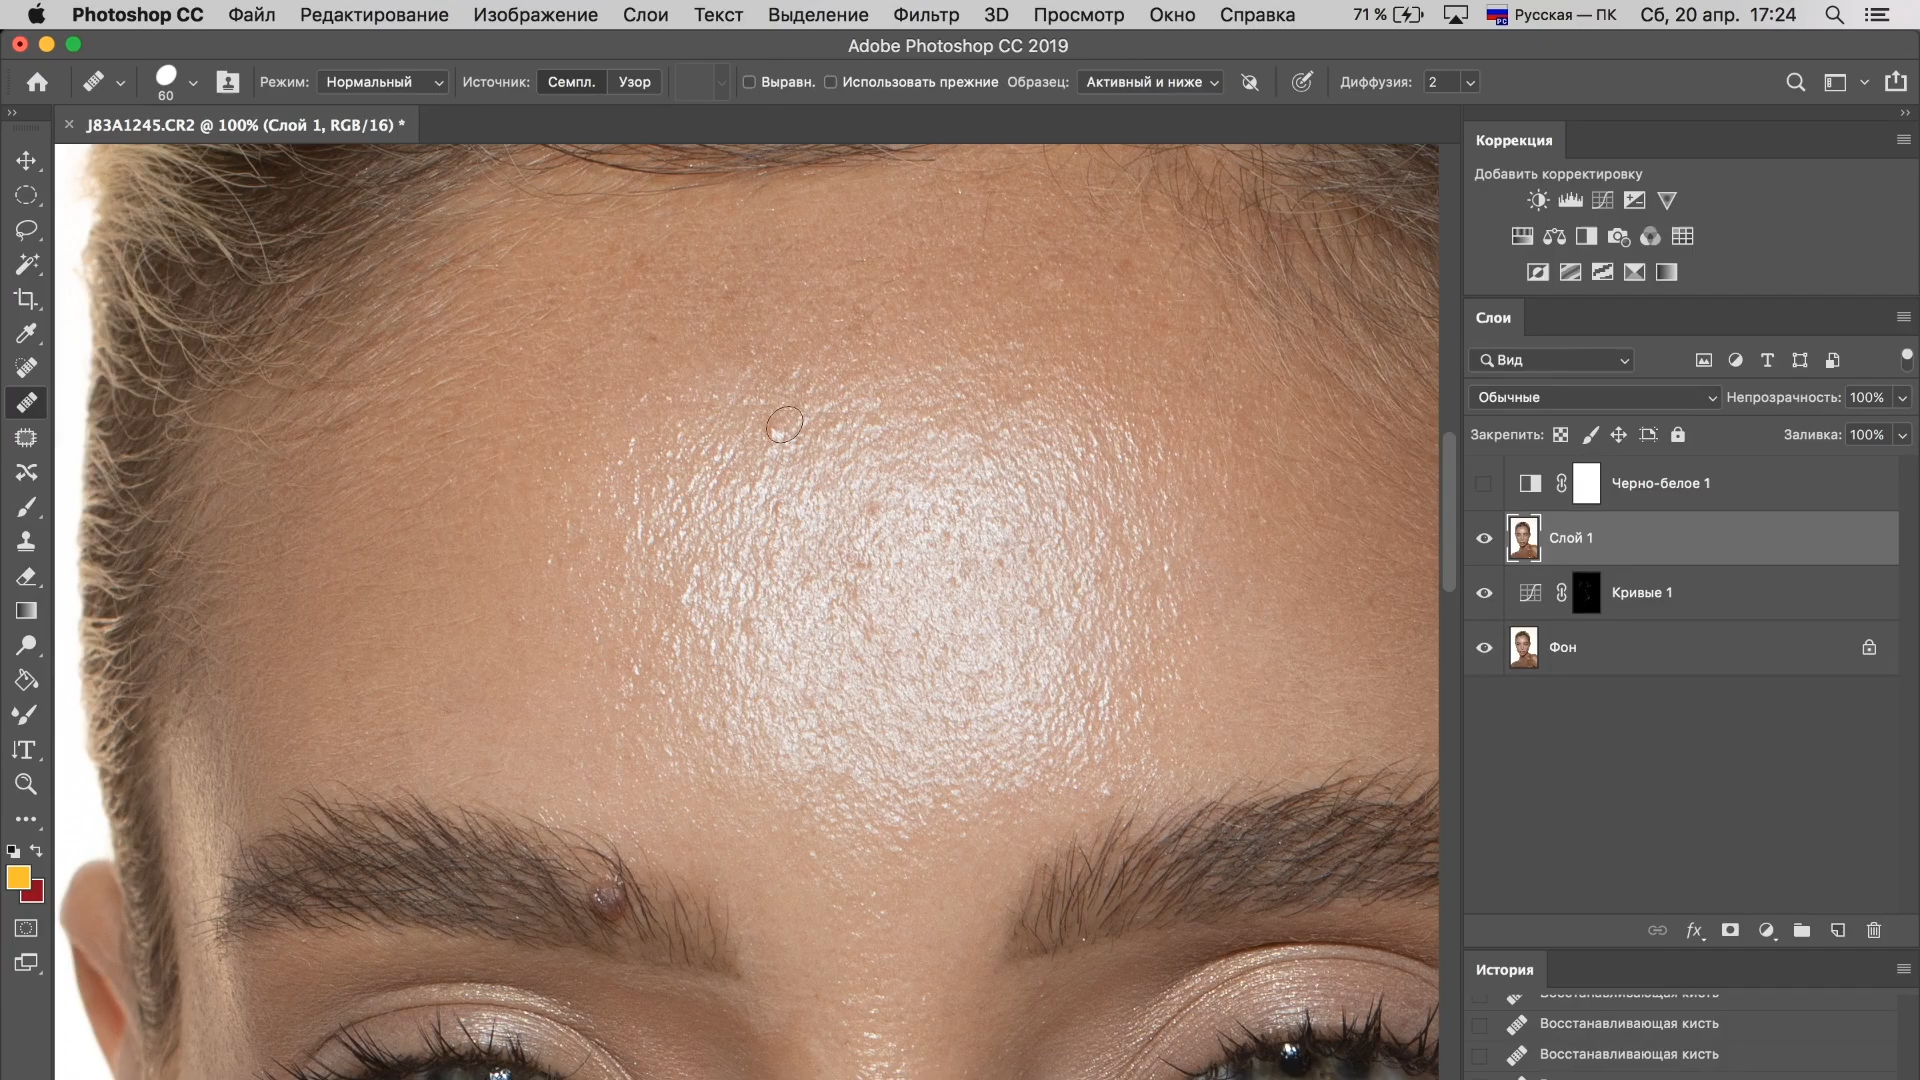 Photoshop CC Файл Редактирование Изображение Слои Текст Выделение Фильтр 3D Просмотр Окно Справка 71 % Русская — ПК Сб, 20 апр. 17:24
Adobe Photoshop CC 2019
60 Режим: Нормальный Источник: Семпл. Узор Выравн. Использовать прежние Образец: Активный и ниже Диффузия: 2
J83A1245.CR2 @ 100% (Слой 1, RGB/16) *
Коррекция
Добавить корректировку
Слои
Вид
Обычные Непрозрачность: 100%
Закрепить: Заливка: 100%
Черно-белое 1
Слой 1
Кривые 1
Фон
fx
История
Восстанавливающая кисть
Восстанавливающая кисть
Восстанавливающая кисть